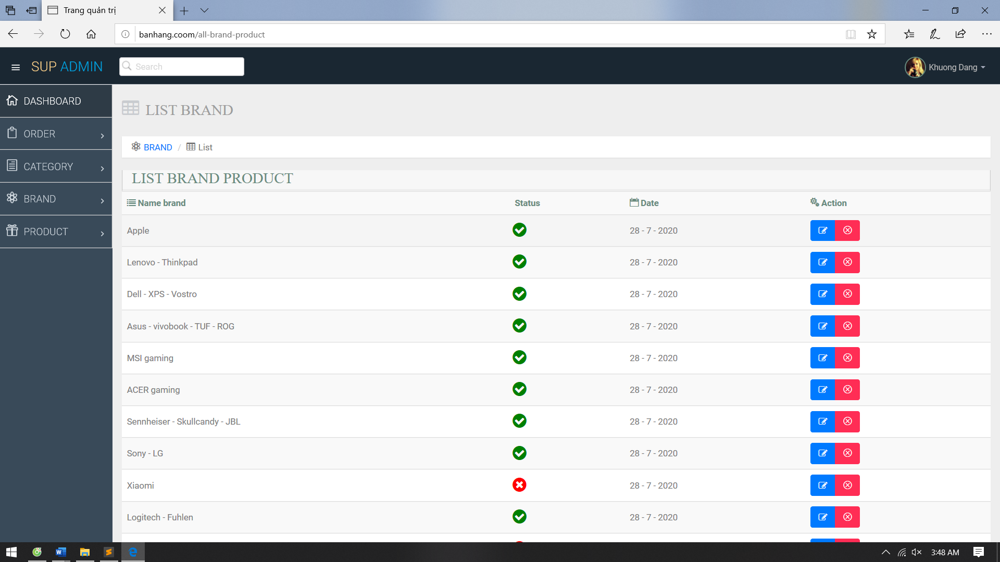 Trang quản trị
banhang.coom/all-brand-product
SUP ADMIN
Search
Khuong Dang
DASHBOARD
ORDER
CATEGORY
BRAND
PRODUCT
LIST BRAND
BRAND / List
LIST BRAND PRODUCT
Name brand Status Date Action
Apple 28 - 7 - 2020
Lenovo - Thinkpad 28 - 7 - 2020
Dell - XPS - Vostro 28 - 7 - 2020
Asus - vivobook - TUF - ROG 28 - 7 - 2020
MSI gaming 28 - 7 - 2020
ACER gaming 28 - 7 - 2020
Sennheiser - Skullcandy - JBL 28 - 7 - 2020
Sony - LG 28 - 7 - 2020
Xiaomi 28 - 7 - 2020
Logitech - Fuhlen 28 - 7 - 2020
3:48 AM